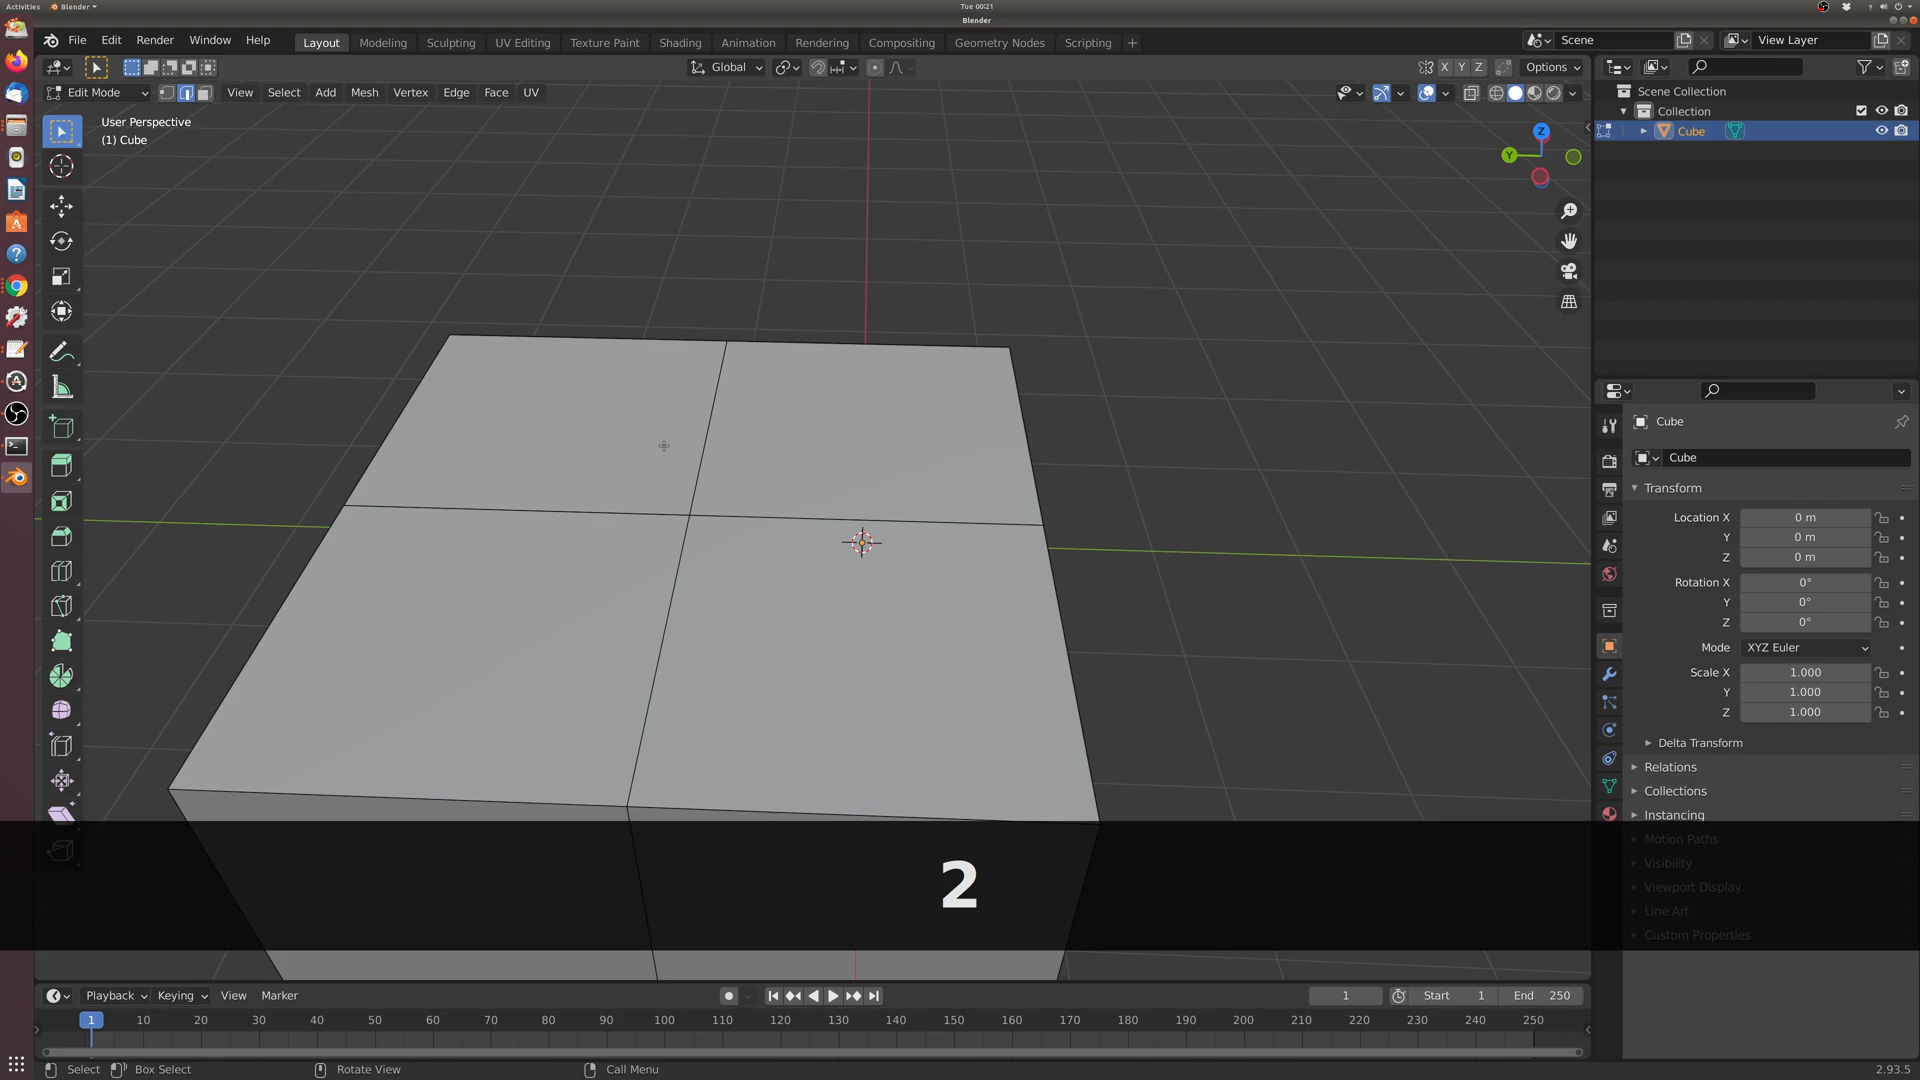 Activities Blender Tue 00:21
Blender
File Edit Render Window Help Layout Modeling Sculpting UV Editing Texture Paint Shading Animation Rendering Compositing Geometry Nodes Scripting + Scene View Layer
Global X Y Z Options
Edit Mode View Select Add Mesh Vertex Edge Face UV
Scene Collection
Collection
Cube
User Perspective
(1) Cube
Z
Y
Cube
Cube
Transform
Location X 0 m
Y 0 m
Z 0 m
Rotation X 0°
Y 0°
Z 0°
Mode XYZ Euler
Scale X 1.000
Y 1.000
Z 1.000
Delta Transform
Relations
Collections
Instancing
Motion Paths
Visibility
Viewport Display
Line Art
Custom Properties
2
Playback Keying View Marker 1 Start 1 End 250
1 10 20 30 40 50 60 70 80 90 100 110 120 130 140 150 160 170 180 190 200 210 220 230 240 250
Select Box Select Rotate View Call Menu 2.93.5